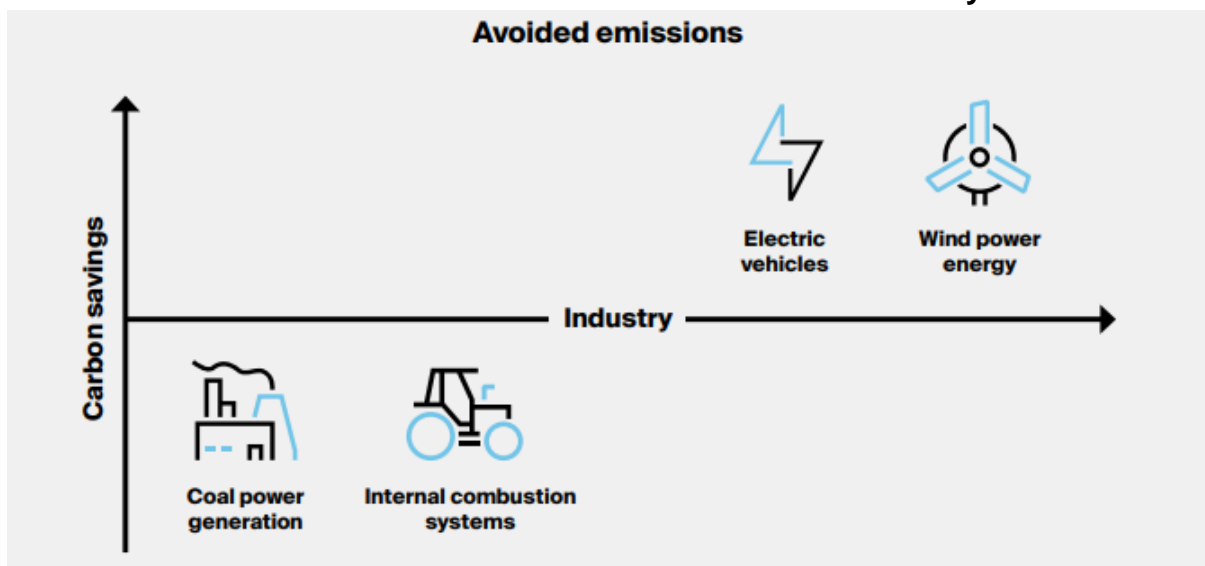 Avoided emissions
Carbon savings
Electric
vehicles
Wind power
energy
Industry
Coal power
generation
Internal combustion
systems